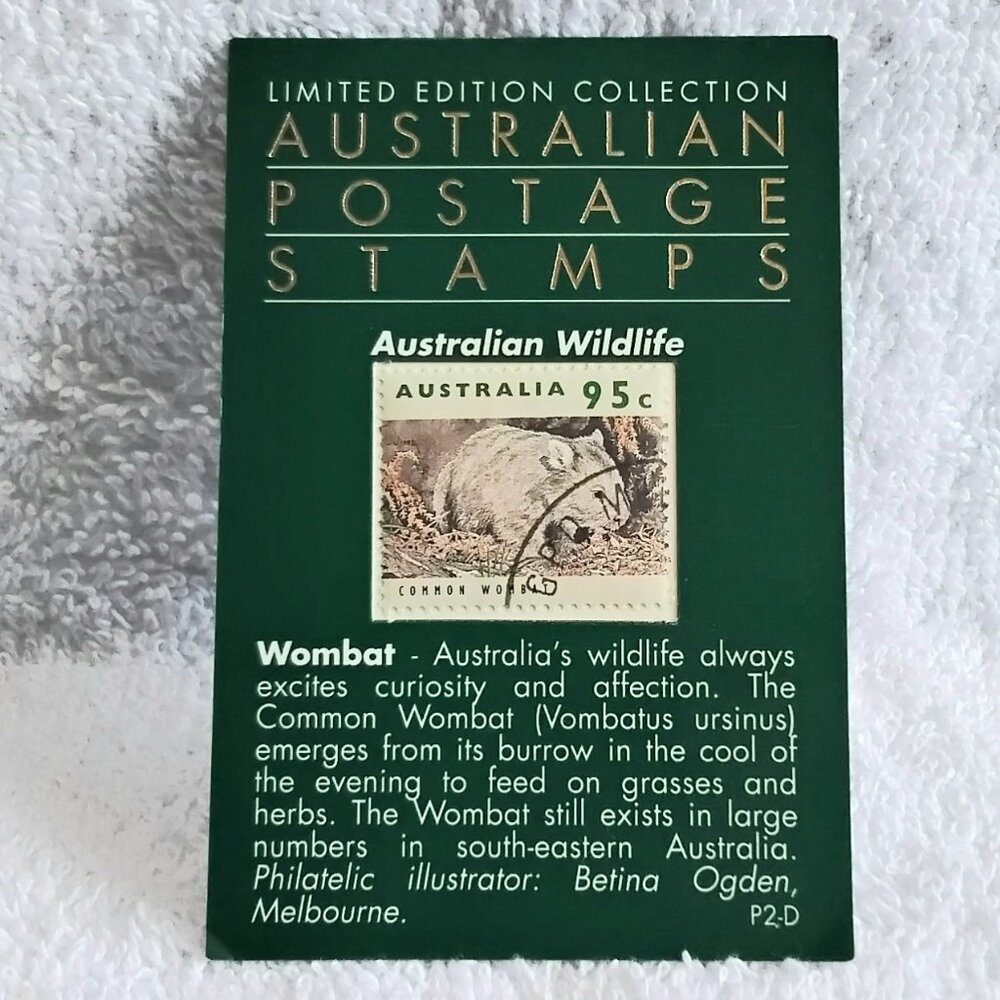 LIMITED EDITION COLLECTION
AUSTRALIAN
POSTAGE
STAMPS
Australian Wildlife
AUSTRALIA 95c
GPO M
COMMON WOMBAT
Wombat - Australia's wildlife always
excites curiosity and affection. The
Common Wombat (Vombatus ursinus)
emerges from its burrow in the cool of
the evening to feed on grasses and
herbs. The Wombat still exists in large
numbers in south-eastern Australia.
Philatelic illustrator: Betina Ogden,
Melbourne.
P2-D